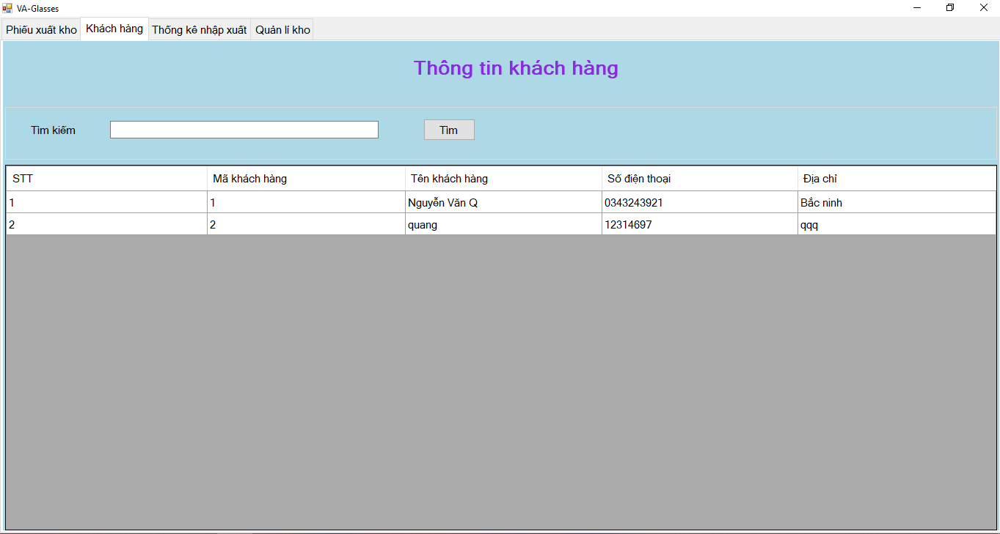 VA-Glasses
Phiếu xuất kho Khách hàng Thống kê nhập xuất Quản lí kho
Thông tin khách hàng
Tìm kiếm Tìm
STT Mã khách hàng Tên khách hàng Số điện thoại Địa chỉ
1 1 Nguyễn Văn Q 0343243921 Bắc ninh
2 2 quang 12314697 qqq